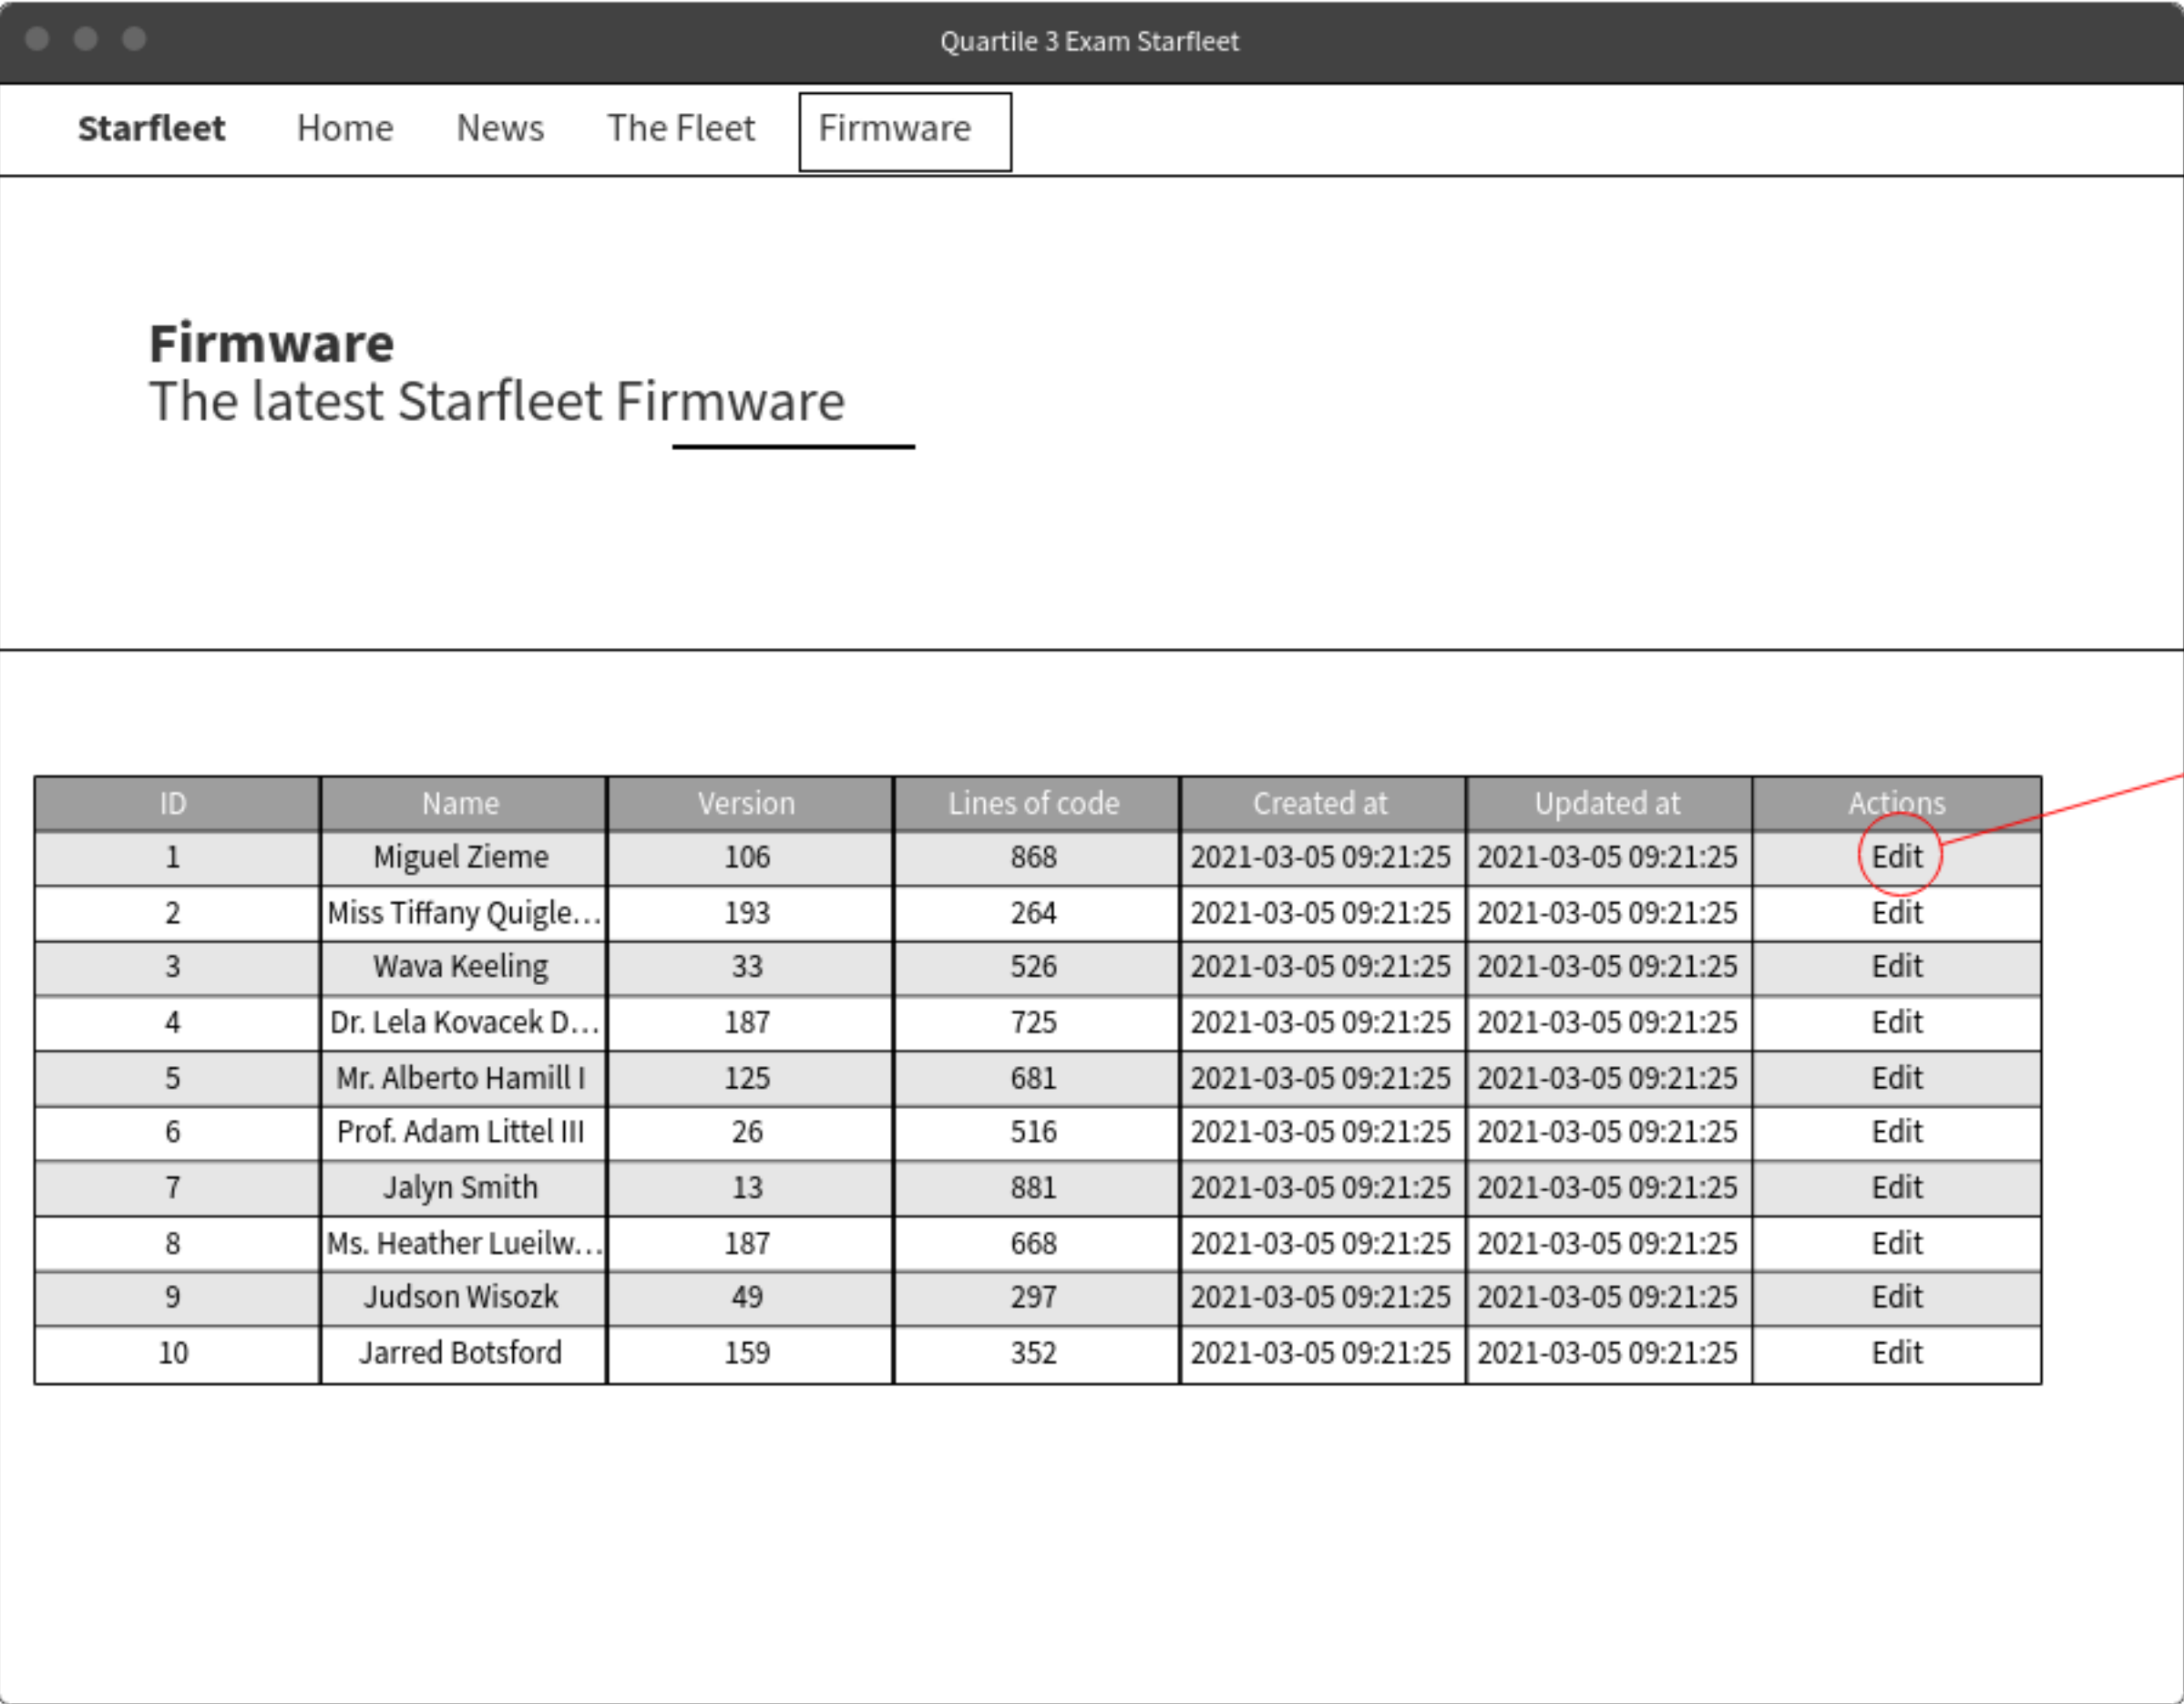 Quartile 3 Exam Starfleet
Starfleet Home News The Fleet Firmware
Firmware
The latest Starfleet Firmware
ID Name Version Lines of code Created at Updated at Actions
1 Miguel Zieme 106 868 2021-03-05 09:21:25 2021-03-05 09:21:25 Edit
2 Miss Tiffany Quigle... 193 264 2021-03-05 09:21:25 2021-03-05 09:21:25 Edit
3 Wava Keeling 33 526 2021-03-05 09:21:25 2021-03-05 09:21:25 Edit
4 Dr. Lela Kovacek D... 187 725 2021-03-05 09:21:25 2021-03-05 09:21:25 Edit
5 Mr. Alberto Hamill I 125 681 2021-03-05 09:21:25 2021-03-05 09:21:25 Edit
6 Prof. Adam Littel III 26 516 2021-03-05 09:21:25 2021-03-05 09:21:25 Edit
7 Jalyn Smith 13 881 2021-03-05 09:21:25 2021-03-05 09:21:25 Edit
8 Ms. Heather Lueilw... 187 668 2021-03-05 09:21:25 2021-03-05 09:21:25 Edit
9 Judson Wisozk 49 297 2021-03-05 09:21:25 2021-03-05 09:21:25 Edit
10 Jarred Botsford 159 352 2021-03-05 09:21:25 2021-03-05 09:21:25 Edit